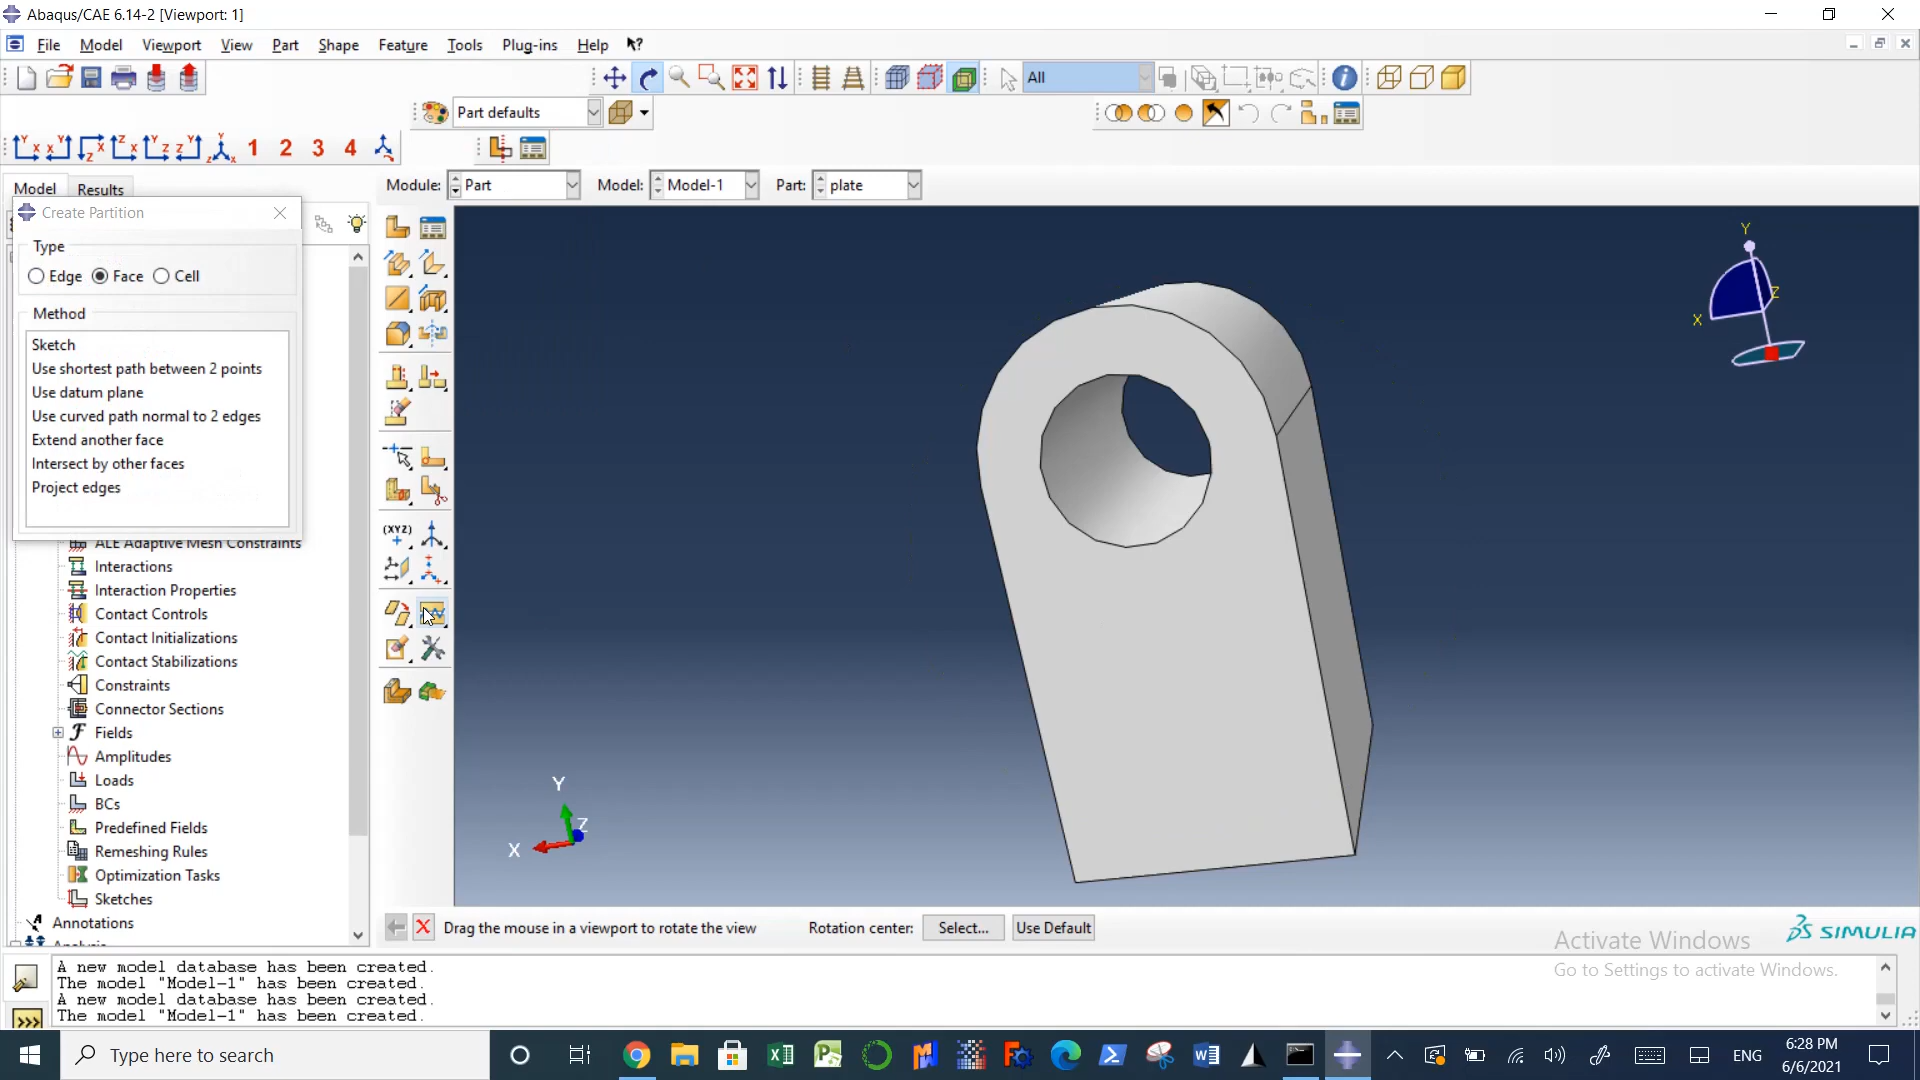 Abaqus/CAE 6.14-2 [Viewport: 1]
File Model Viewport View Part Shape Feature Tools Plug-ins Help
All
Part defaults
1 2 3 4
Model Results
Module: Part Model: Model-1 Part: plate
Create Partition
Type
Edge Face Cell
Method
Sketch
Use shortest path between 2 points
Use datum plane
Use curved path normal to 2 edges
Extend another face
Intersect by other faces
Project edges
ALE Adaptive Mesh Constraints
Interactions
Interaction Properties
Contact Controls
Contact Initializations
Contact Stabilizations
Constraints
Connector Sections
Fields
Amplitudes
Loads
BCs
Predefined Fields
Remeshing Rules
Optimization Tasks
Sketches
Annotations
Analysis
(XYZ)
Y
Z
X
Y
Z
X
Drag the mouse in a viewport to rotate the view Rotation center: Select... Use Default
SIMULIA
Activate Windows
Go to Settings to activate Windows.
A new model database has been created.
The model "Model-1" has been created.
A new model database has been created.
The model "Model-1" has been created.
>>>
Type here to search
ENG
6:28 PM
6/6/2021